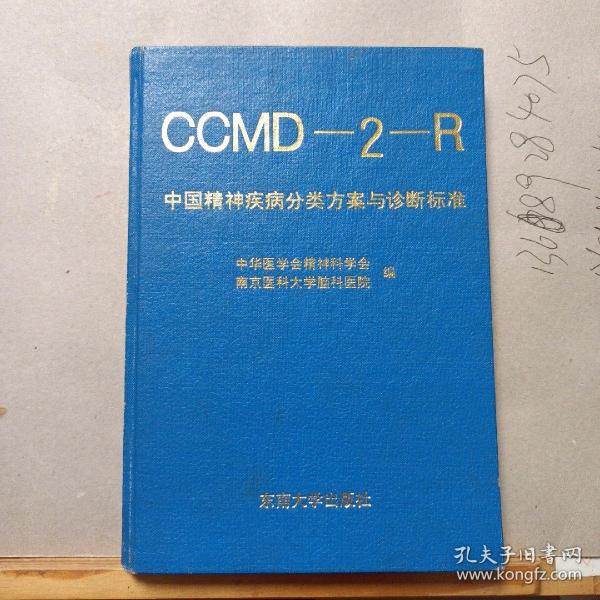 CCMD—2—R
中国精神疾病分类方案与诊断标准
中华医学会精神科学会
南京医科大学脑科医院
编
东南大学出版社
孔夫子旧书网
www.kongfz.com